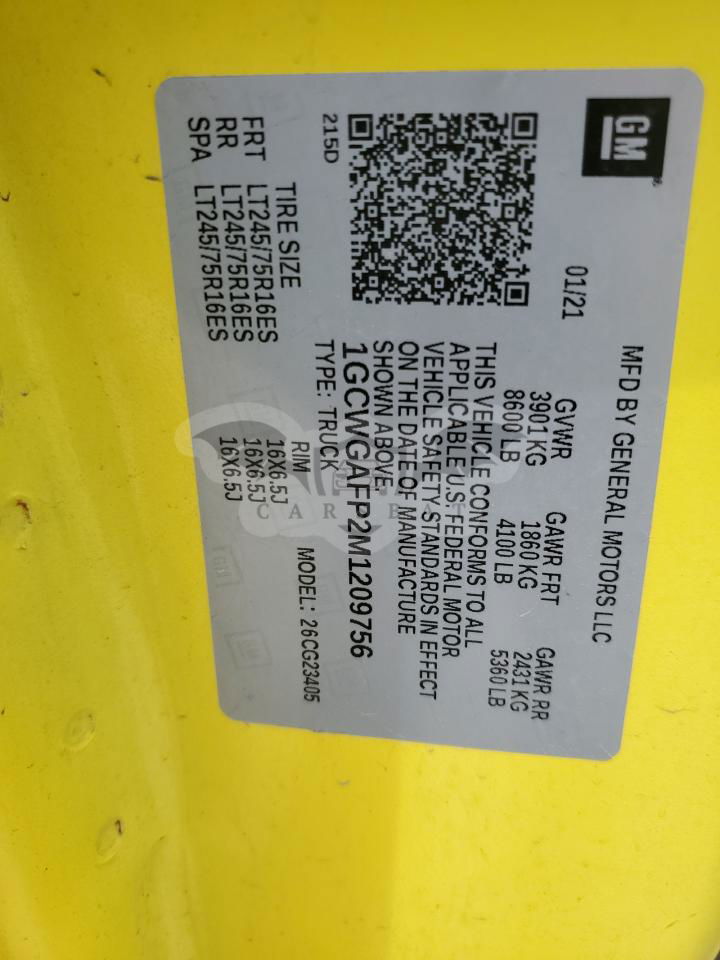 GM
MFD BY GENERAL MOTORS LLC
01/21
GVWR GAWR FRT GAWR RR
3901 KG 1860 KG 2431 KG
8600 LB 4100 LB 5360 LB
THIS VEHICLE CONFORMS TO ALL
APPLICABLE U.S. FEDERAL MOTOR
VEHICLE SAFETY STANDARDS IN EFFECT
ON THE DATE OF MANUFACTURE
SHOWN ABOVE.
1GCWGAFP2M1209756
215D
TYPE: TRUCK MODEL: 26CG23405
TIRE SIZE RIM
FRT LT245/75R16ES 16X6.5J
RR LT245/75R16ES 16X6.5J
SPA LT245/75R16ES 16X6.5J